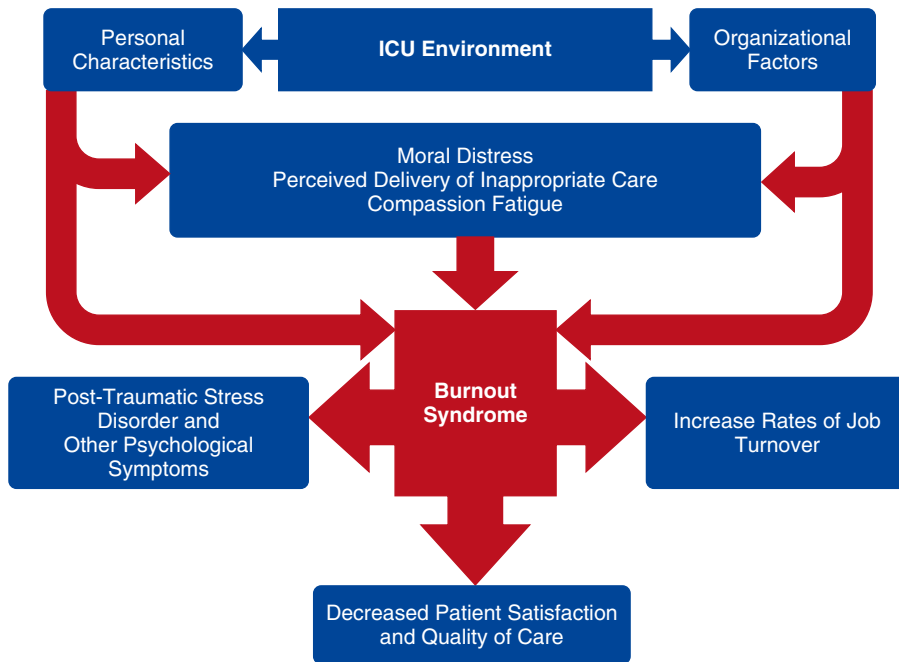 Personal
Characteristics
ICU Environment
Organizational
Factors
Moral Distress
Perceived Delivery of Inappropriate Care
Compassion Fatigue
Burnout
Syndrome
Post-Traumatic Stress
Disorder and
Other Psychological
Symptoms
Increase Rates of Job
Turnover
Decreased Patient Satisfaction
and Quality of Care